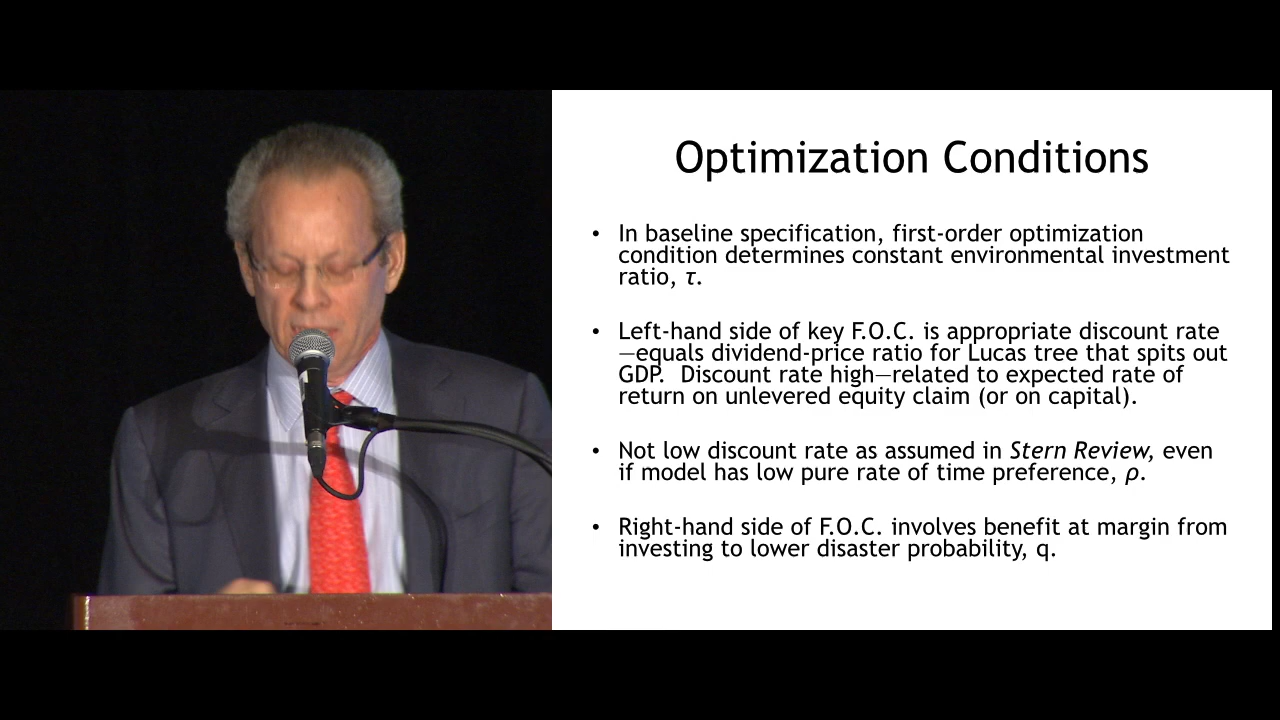 Optimization Conditions
• In baseline specification, first-order optimization
condition determines constant environmental investment
ratio, τ.
• Left-hand side of key F.O.C. is appropriate discount rate
—equals dividend-price ratio for Lucas tree that spits out
GDP.  Discount rate high—related to expected rate of
return on unlevered equity claim (or on capital).
• Not low discount rate as assumed in Stern Review, even
if model has low pure rate of time preference, ρ.
• Right-hand side of F.O.C. involves benefit at margin from
investing to lower disaster probability, q.